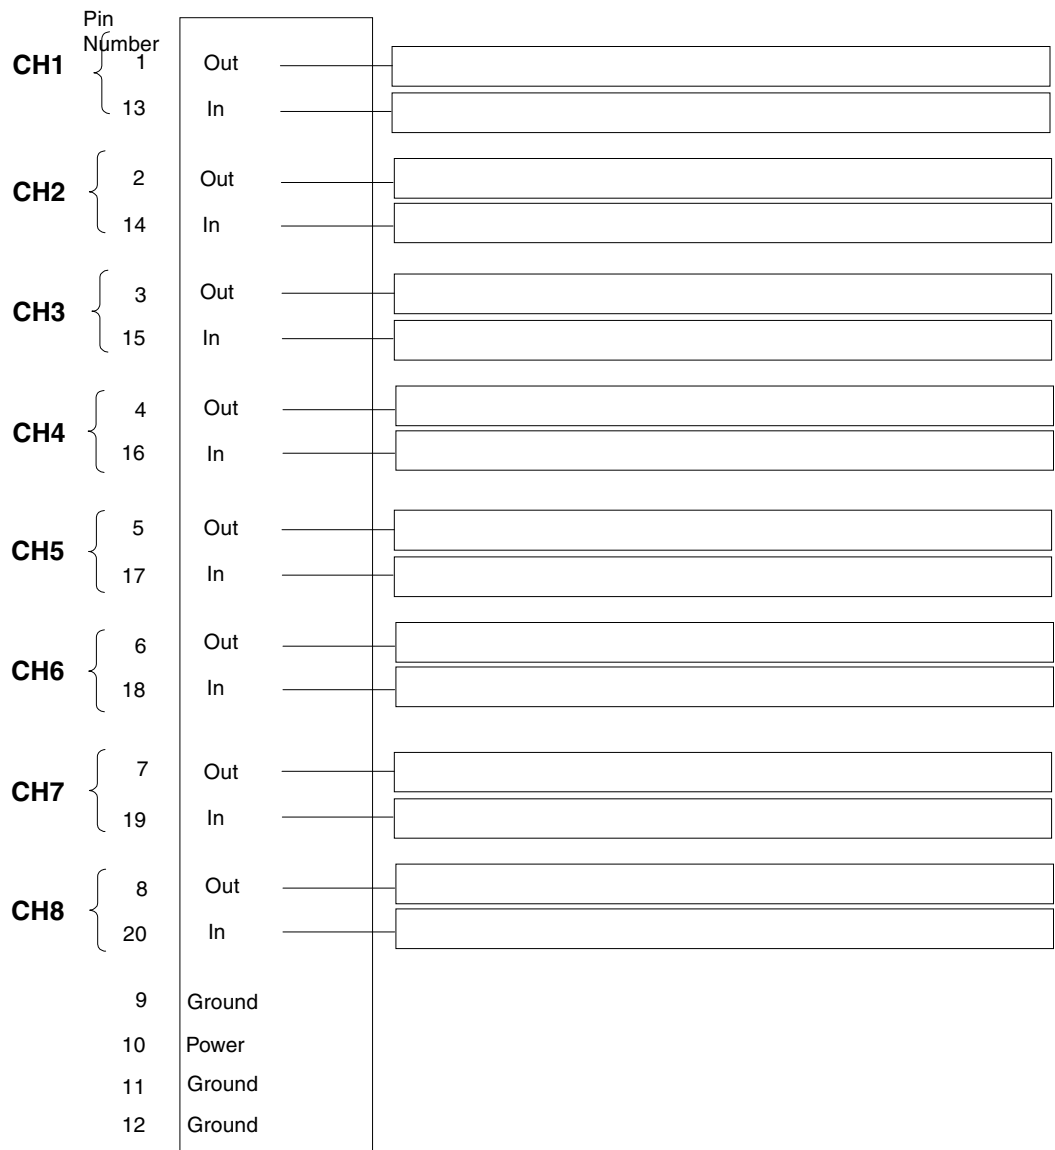 Pin
Number
CH1 1 Out
13 In
CH2 2 Out
14 In
CH3 3 Out
15 In
CH4 4 Out
16 In
CH5 5 Out
17 In
CH6 6 Out
18 In
CH7 7 Out
19 In
CH8 8 Out
20 In
9 Ground
10 Power
11 Ground
12 Ground